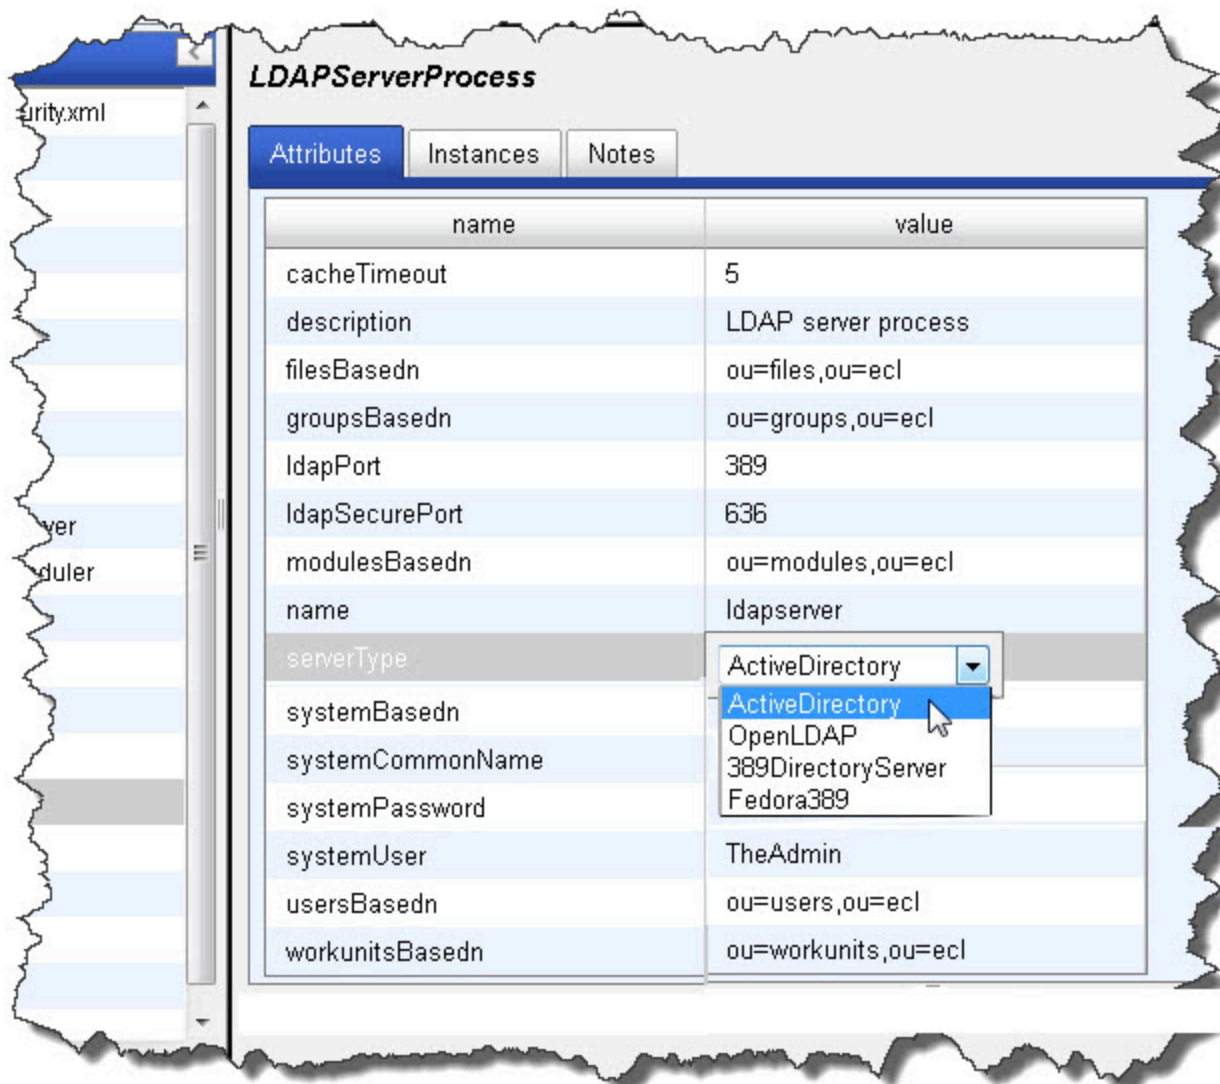 LDAPServerProcess
urity.xml
ver
duler
Attributes Instances Notes
name value
cacheTimeout 5
description LDAP server process
filesBasedn ou=files,ou=ecl
groupsBasedn ou=groups,ou=ecl
ldapPort 389
ldapSecurePort 636
modulesBasedn ou=modules,ou=ecl
name ldapserver
serverType ActiveDirectory
ActiveDirectory
OpenLDAP
389DirectoryServer
Fedora389
systemBasedn
systemCommonName
systemPassword
systemUser TheAdmin
usersBasedn ou=users,ou=ecl
workunitsBasedn ou=workunits,ou=ecl